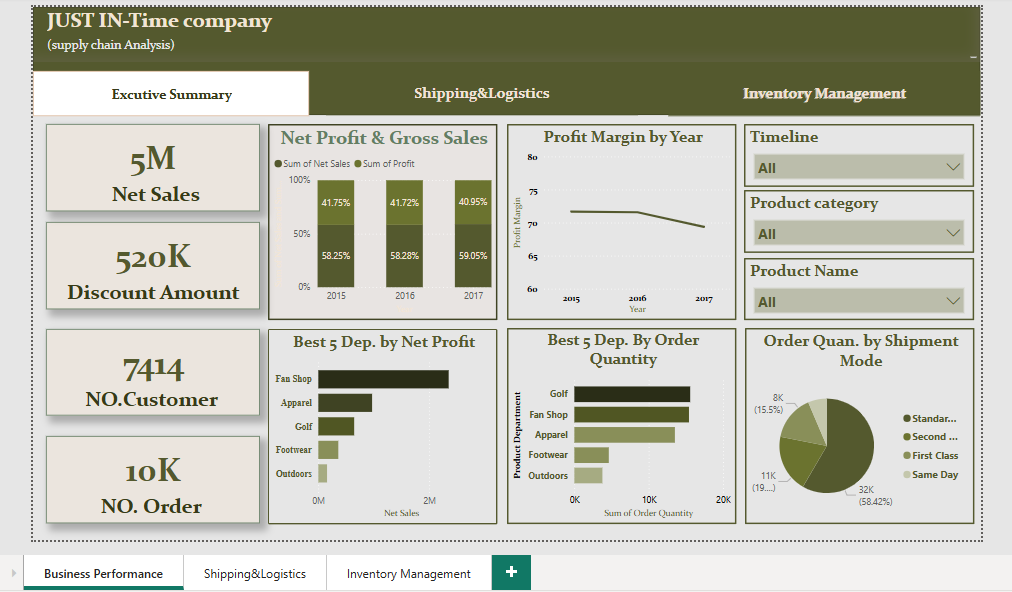 JUST IN-Time company
(supply chain Analysis)
Excutive Summary
Shipping&Logistics
Inventory Management
5M
Net Sales
520K
Discount Amount
7414
NO.Customer
10K
NO. Order
Net Profit & Gross Sales
Sum of Net Sales Sum of Profit
100%
50%
0%
41.75% 41.72% 40.95%
58.25% 58.28% 59.05%
2015 2016 2017
Profit Margin by Year
Profit Margin
80
75
70
65
60
2015 2016 2017
Year
Timeline
All
Product category
All
Product Name
All
Best 5 Dep. by Net Profit
Fan Shop
Apparel
Golf
Footwear
Outdoors
0M 2M
Net Sales
Best 5 Dep. By Order
Quantity
Product Department
Golf
Fan Shop
Apparel
Footwear
Outdoors
0K 10K 20K
Sum of Order Quantity
Order Quan. by Shipment
Mode
8K
(15.5%)
11K
(19....)
32K
(58.42%)
Standar...
Second ...
First Class
Same Day
Business Performance
Shipping&Logistics
Inventory Management
+